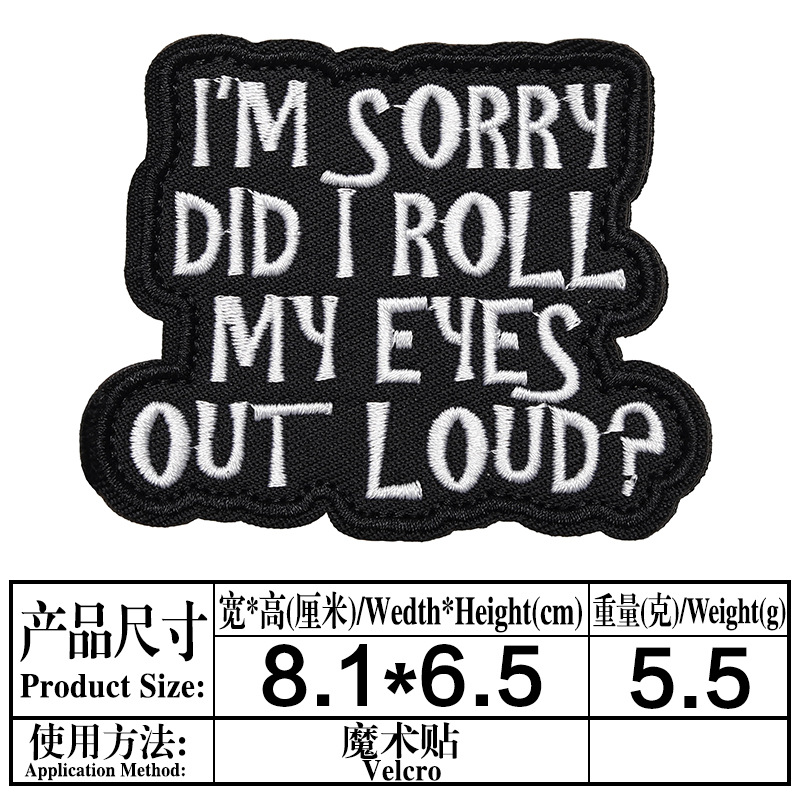 I'M SORRY
DID I ROLL
MY EYES
OUT LOUD?
产品尺寸
Product Size:
宽*高(厘米)/Wedth*Height(cm)
8.1*6.5
重量(克)/Weight(g)
5.5
使用方法:
Application Method:
魔术贴
Velcro